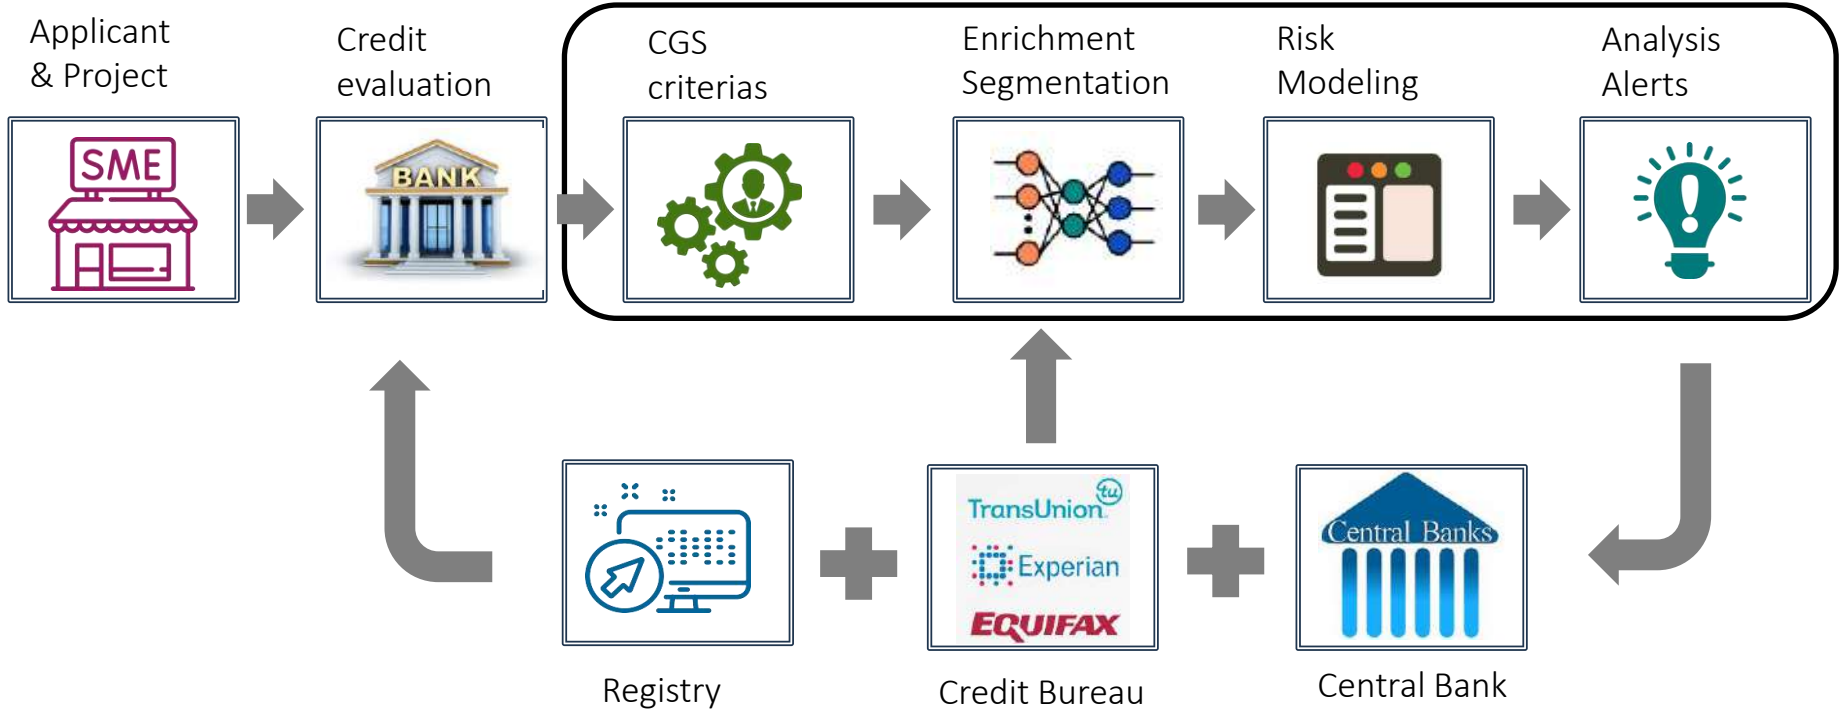 Applicant
& Project
Credit
evaluation
CGS
criterias
Enrichment
Segmentation
Risk
Modeling
Analysis
Alerts
SME
BANK
TransUnion
tu
Experian
EQUIFAX
Central Banks
Registry
Credit Bureau
Central Bank